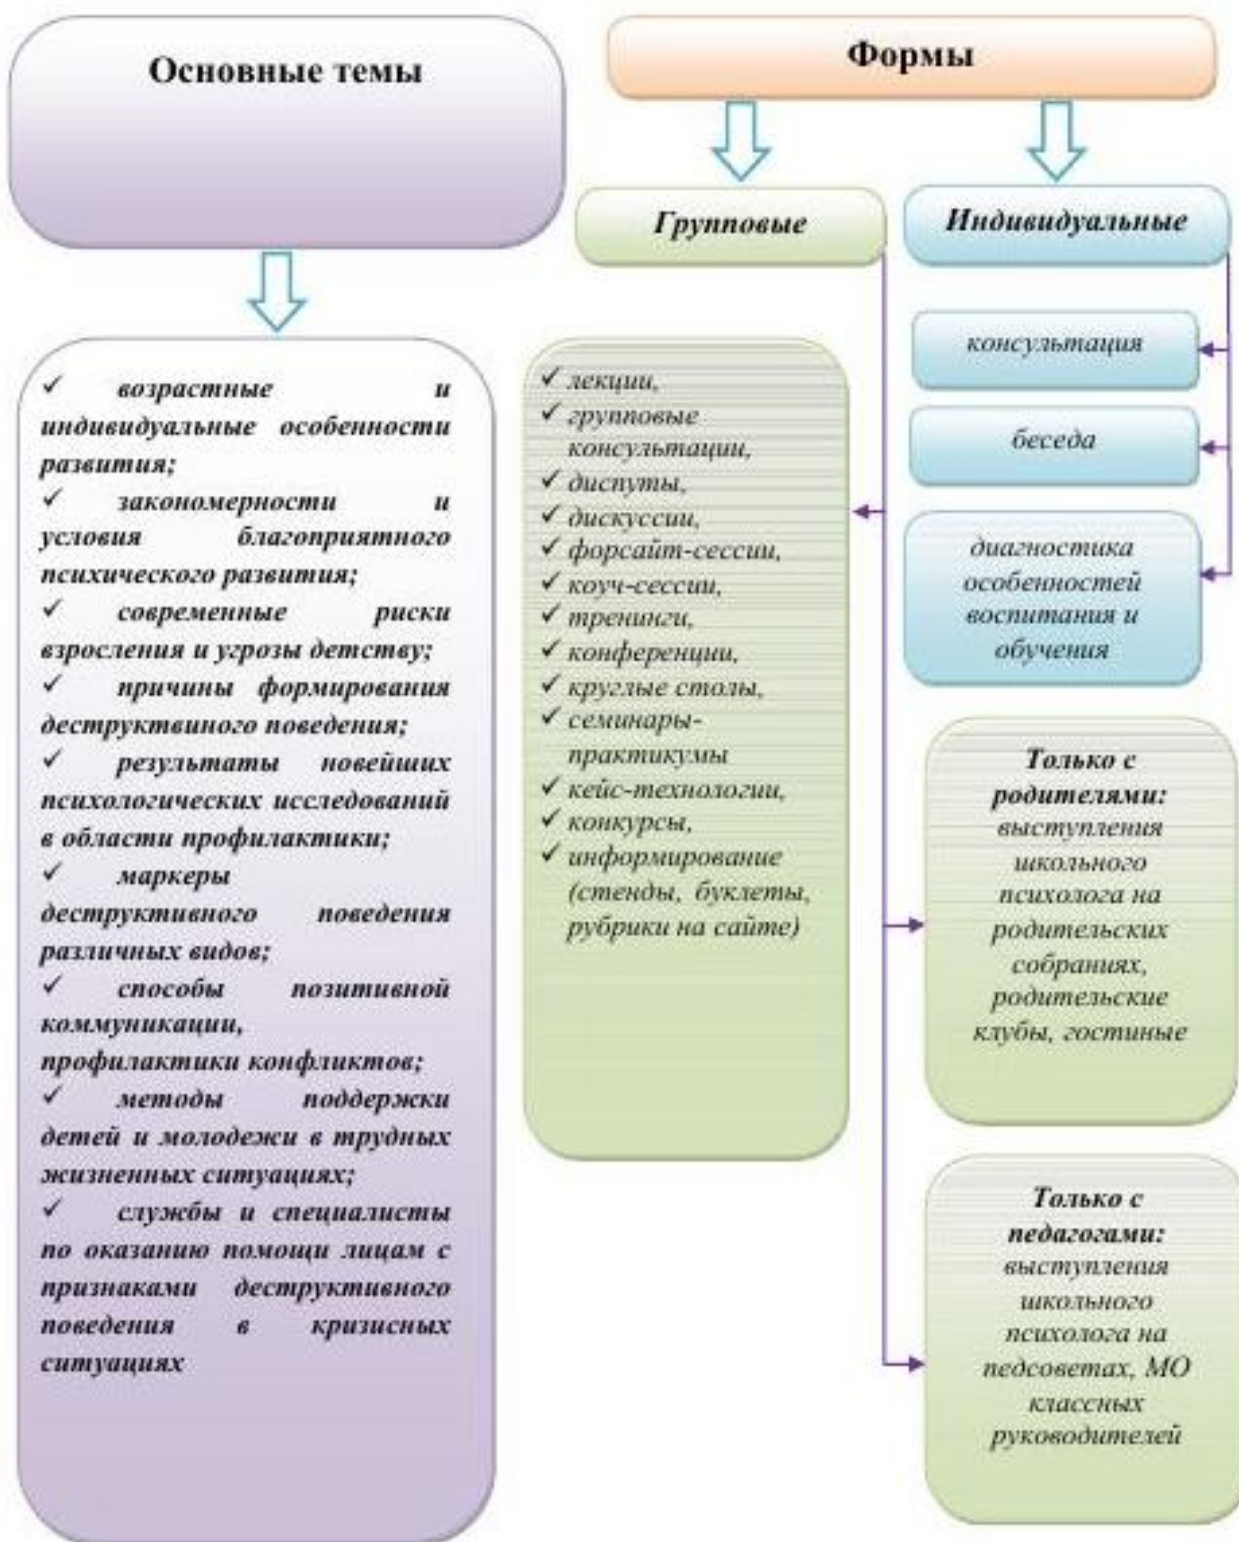 Основные темы
✓ возрастные и
индивидуальные особенности
развития;
✓ закономерности и
условия благоприятного
психического развития;
✓ современные риски
взросления и угрозы детству;
✓ причины формирования
деструктвиного поведения;
✓ результаты новейших
психологических исследований
в области профилактики;
✓ маркеры
деструктивного поведения
различных видов;
✓ способы позитивной
коммуникации,
профилактики конфликтов;
✓ методы поддержки
детей и молодежи в трудных
жизненных ситуациях;
✓ службы и специалисты
по оказанию помощи лицам с
признаками деструктивного
поведения в кризисных
ситуациях
Формы
Групповые
✓ лекции,
✓ групповые
консультации,
✓ диспуты,
✓ дискуссии,
✓ форсайт-сессии,
✓ коуч-сессии,
✓ тренинги,
✓ конференции,
✓ круглые столы,
✓ семинары-
практикумы
✓ кейс-технологии,
✓ конкурсы,
✓ информирование
(стенды, буклеты,
рубрики на сайте)
Индивидуальные
консультация
беседа
диагностика
особенностей
воспитания и
обучения
Только с
родителями:
выступления
школьного
психолога на
родительских
собраниях,
родительские
клубы, гостиные
Только с
педагогами:
выступления
школьного
психолога на
педсоветах, МО
классных
руководителей